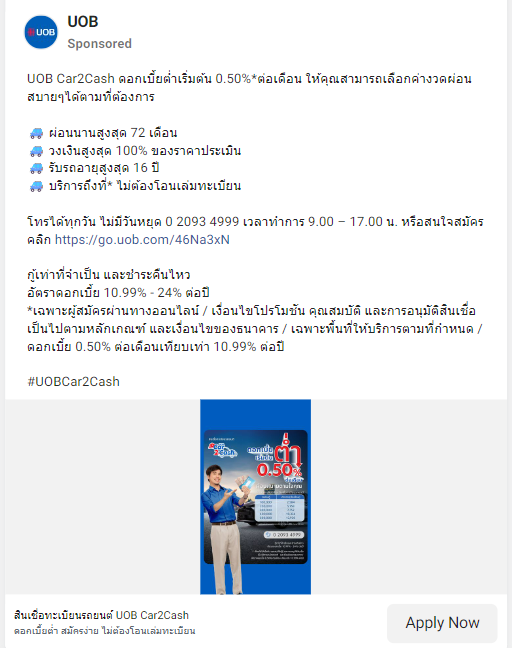 UOB
UOB
Sponsored
UOB Car2Cash ดอกเบี้ยต่ำเริ่มต้น 0.50%*ต่อเดือน ให้คุณสามารถเลือกค่างวดผ่อน
สบายๆได้ตามที่ต้องการ
ผ่อนนานสูงสุด 72 เดือน
วงเงินสูงสุด 100% ของราคาประเมิน
รับรถอายุสูงสุด 16 ปี
บริการถึงที่* ไม่ต้องโอนเล่มทะเบียน
โทรได้ทุกวัน ไม่มีวันหยุด 0 2093 4999 เวลาทำการ 9.00 – 17.00 น. หรือสนใจสมัคร
คลิก https://go.uob.com/46Na3xN
กู้เท่าที่จำเป็น และชำระคืนไหว
อัตราดอกเบี้ย 10.99% - 24% ต่อปี
*เฉพาะผู้สมัครผ่านทางออนไลน์ / เงื่อนไขโปรโมชัน คุณสมบัติ และการอนุมัติสินเชื่อ
เป็นไปตามหลักเกณฑ์ และเงื่อนไขของธนาคาร / เฉพาะพื้นที่ให้บริการตามที่กำหนด /
ดอกเบี้ย 0.50% ต่อเดือนเทียบเท่า 10.99% ต่อปี
#UOBCar2Cash
ดอกเบี้ย
เริ่มต้น
ต่ำ
0.50%
0 2093 4999
สินเชื่อทะเบียนรถยนต์ UOB Car2Cash
ดอกเบี้ยต่ำ สมัครง่าย ไม่ต้องโอนเล่มทะเบียน
Apply Now